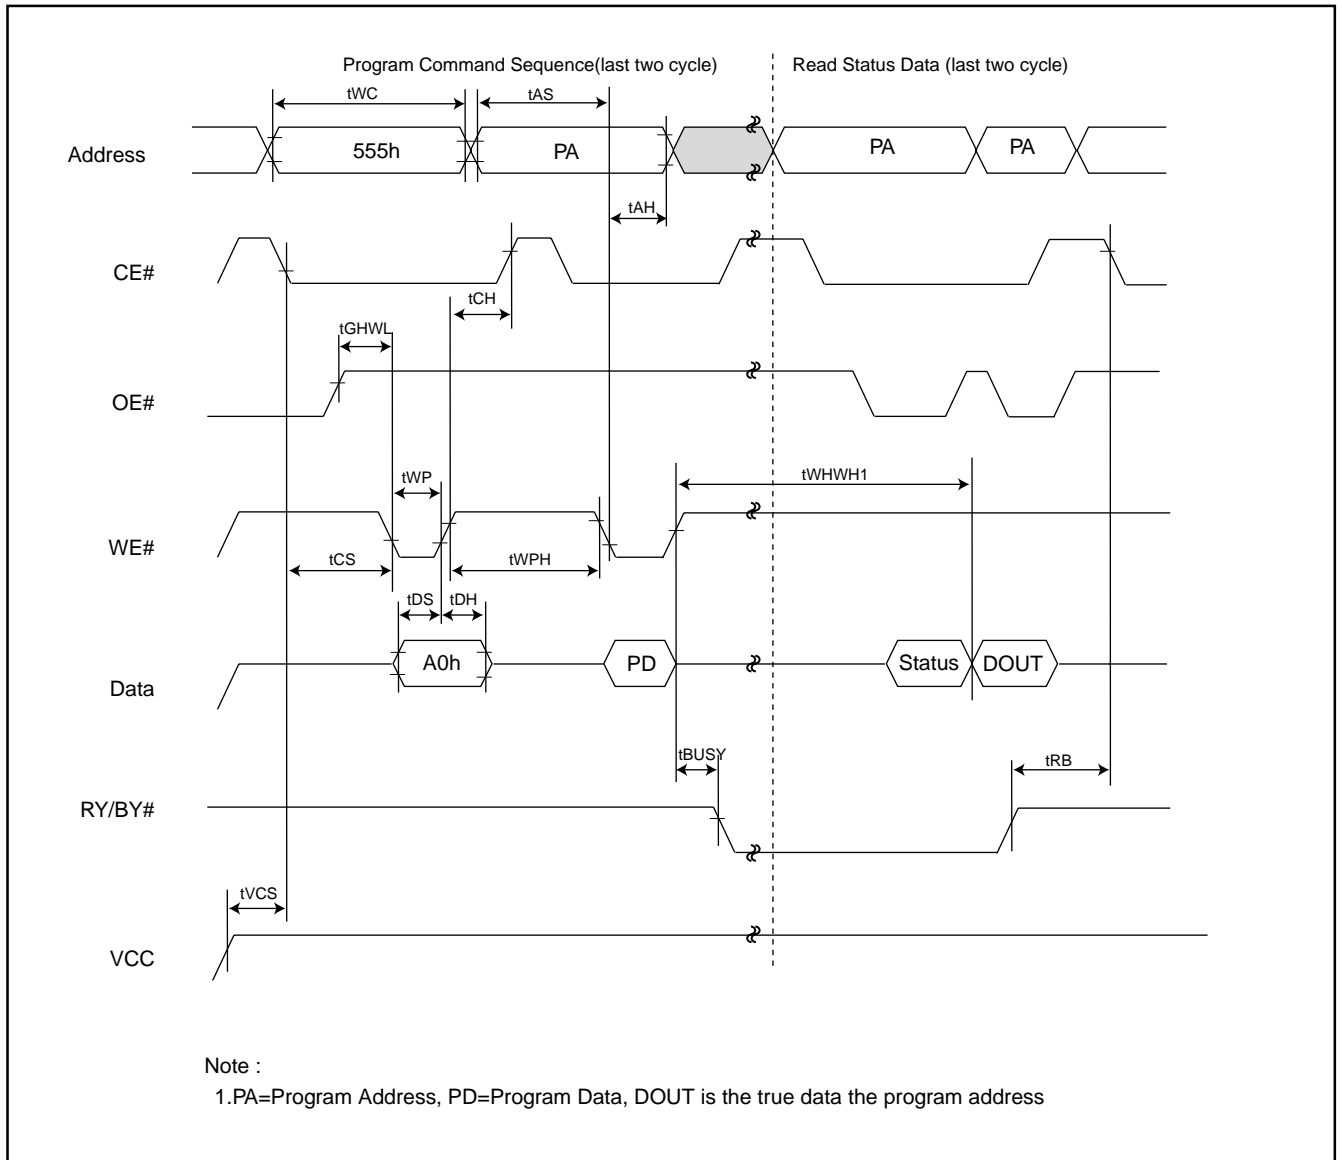 Program Command Sequence(last two cycle)
Read Status Data (last two cycle)
tWC
tAS
Address
555h
PA
PA
PA
tAH
CE#
tCH
tGHWL
OE#
tWP
tWHWH1
WE#
tCS
tWPH
tDS
tDH
A0h
PD
Status
DOUT
Data
tBUSY
tRB
RY/BY#
tVCS
VCC
Note :
1.PA=Program Address, PD=Program Data, DOUT is the true data the program address